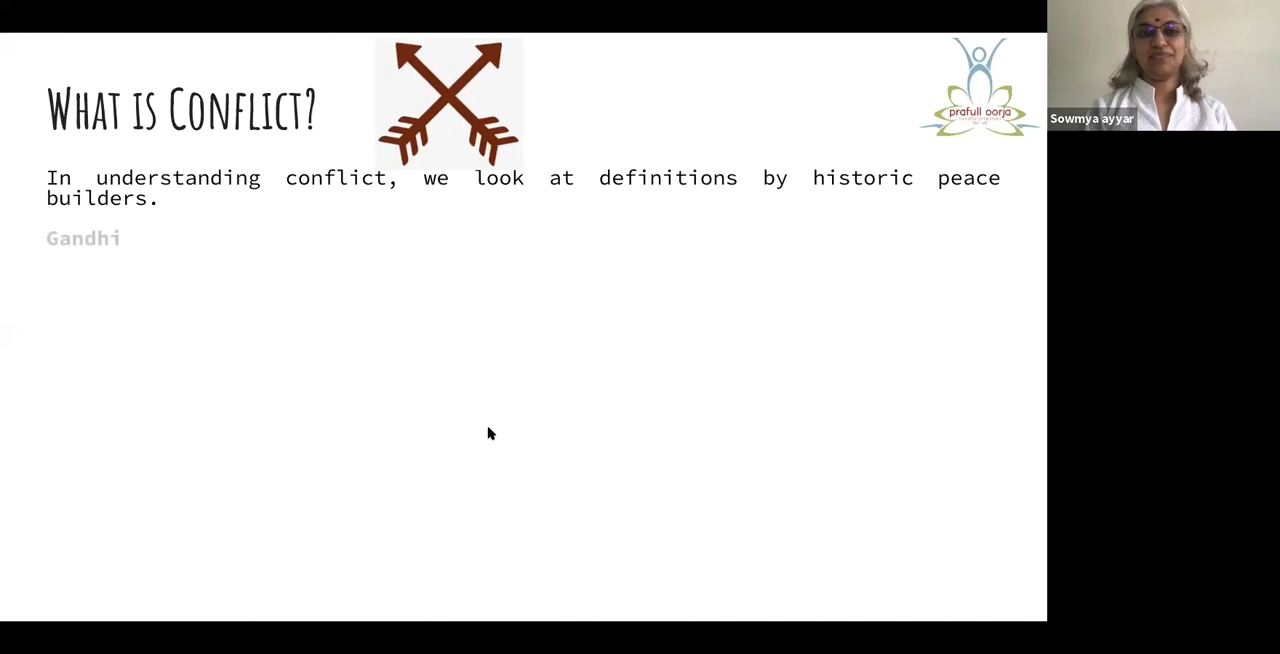 What is Conflict?
prafull oorja
Sowmya ayyar
In understanding conflict, we look at definitions by historic peace
builders.
Gandhi